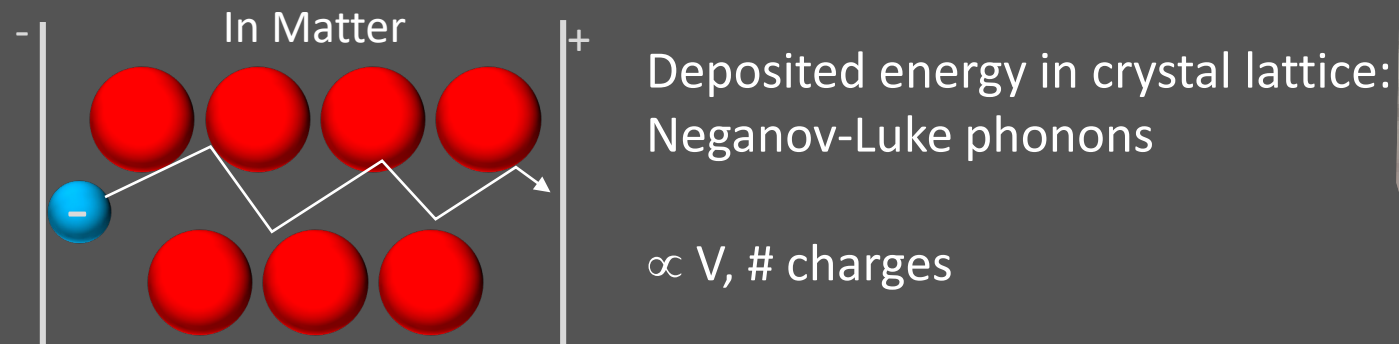 In Matter
-
+
-
Deposited energy in crystal lattice:
Neganov-Luke phonons
∝ V, # charges